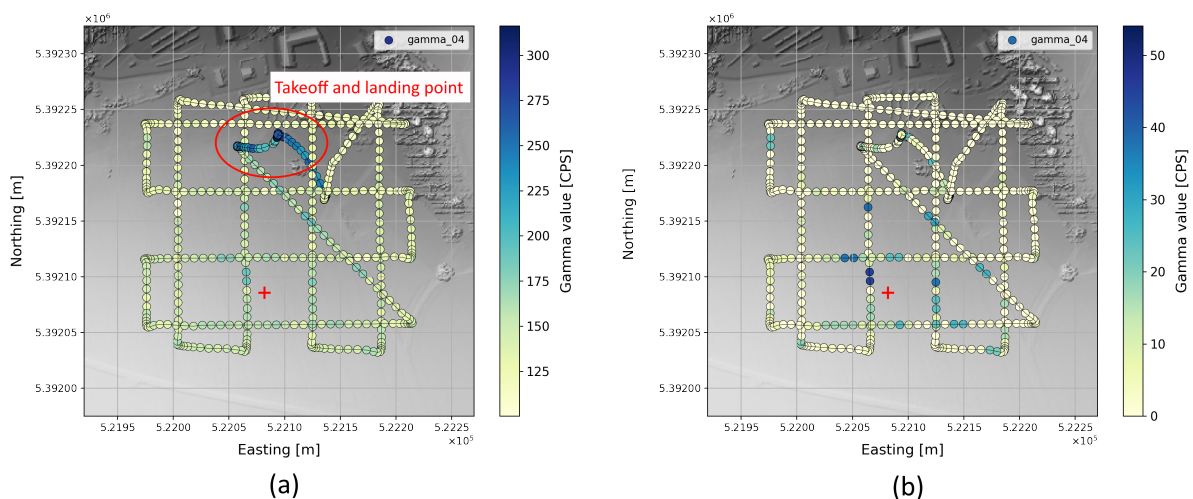 ×10⁶
gamma_04
Takeoff and landing point
5.39230
5.39225
5.39220
5.39215
5.39210
5.39205
5.39200
Northing [m]
5.2195 5.2200 5.2205 5.2210 5.2215 5.2220 5.2225
×10⁵
Easting [m]
300
275
250
225
200
175
150
125
Gamma value [CPS]
(a)
×10⁶
gamma_04
5.39230
5.39225
5.39220
5.39215
5.39210
5.39205
5.39200
Northing [m]
5.2195 5.2200 5.2205 5.2210 5.2215 5.2220 5.2225
×10⁵
Easting [m]
50
40
30
20
10
0
Gamma value [CPS]
(b)